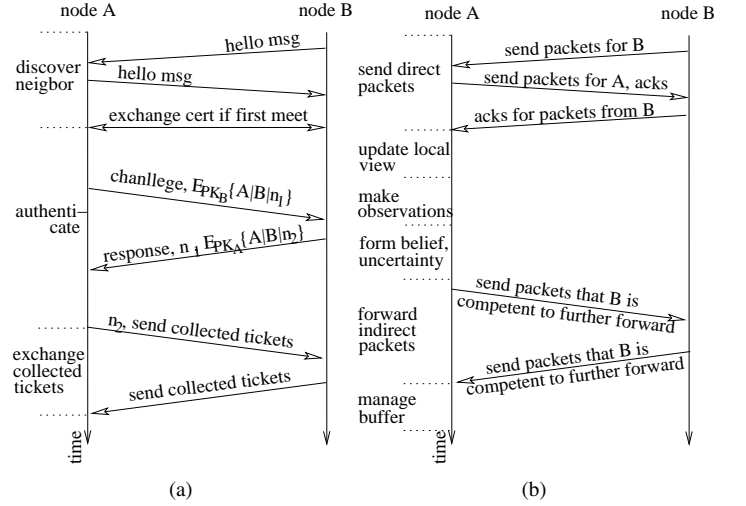 node A
node B
hello msg
discover
neigbor
hello msg
exchange cert if first meet
chanllege, E_PK_B{A|B|n_1}
authenti-
cate
response, n_1 E_PK_A{A|B|n_2}
n_2, send collected tickets
exchange
collected
tickets
send collected tickets
time
(a)
node A
node B
send packets for B
send direct
packets
send packets for A, acks
acks for packets from B
update local
view
make
observations
form belief,
uncertainty
send packets that B is
competent to further forward
forward
indirect
packets
send packets that B is
competent to further forward
manage
buffer
time
(b)